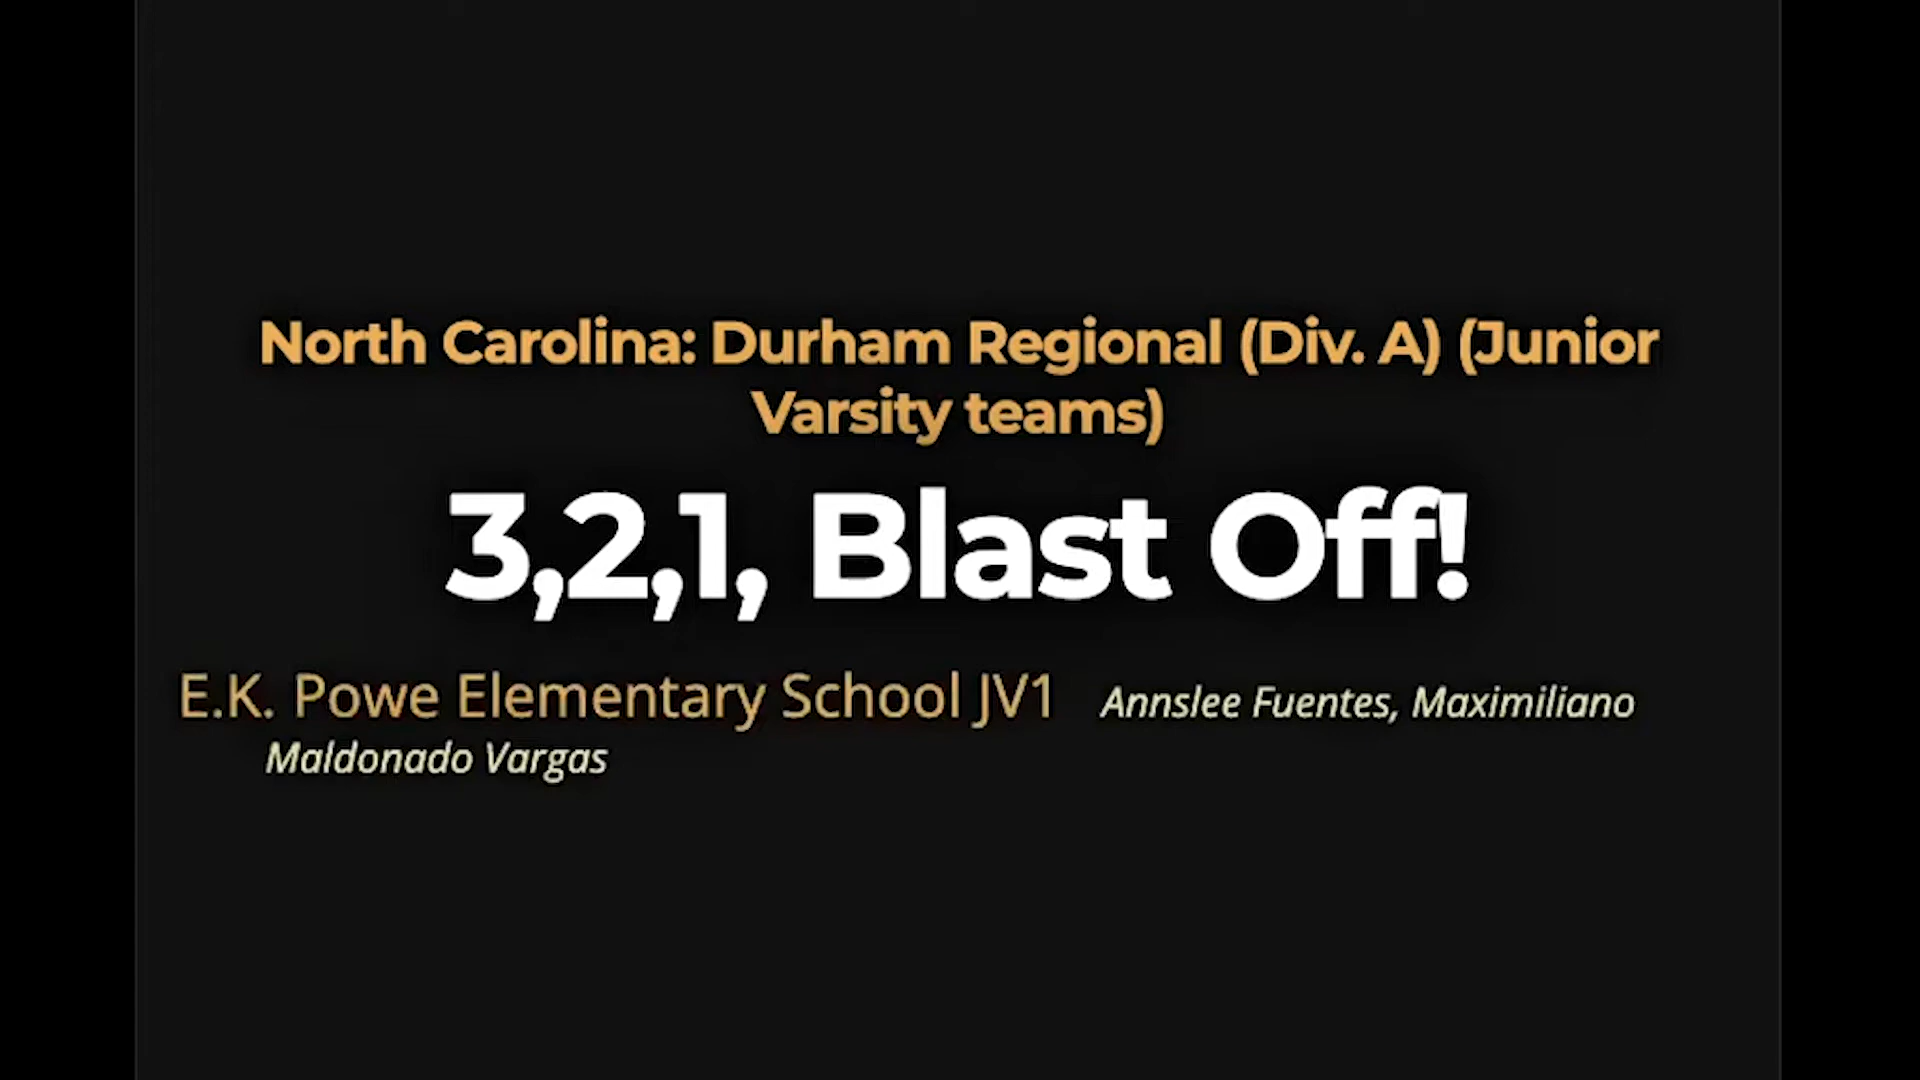 North Carolina: Durham Regional (Div. A) (Junior
Varsity teams)
3,2,1, Blast Off!
E.K. Powe Elementary School JV1 Annslee Fuentes, Maximiliano
Maldonado Vargas